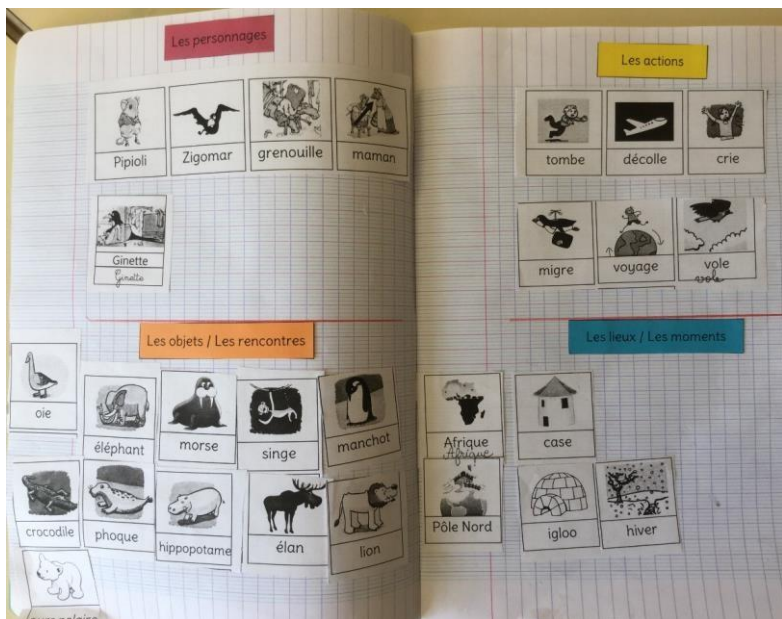 Les personnages
Pipioli
Zigomar
grenouille
maman
Ginette
Ginette
Les objets / Les rencontres
oie
éléphant
morse
singe
manchot
crocodile
phoque
hippopotame
élan
lion
Les actions
tombe
décolle
crie
migre
voyage
vole
vole
Les lieux / Les moments
Afrique
Afrique
case
Pôle Nord
igloo
hiver